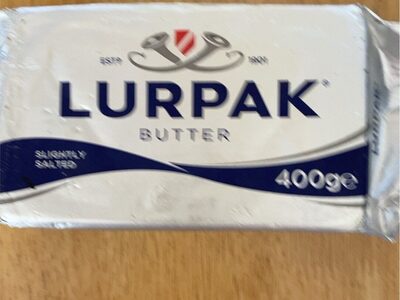 ESTD 1901
LURPAK®
BUTTER
SLIGHTLY
SALTED
400g℮